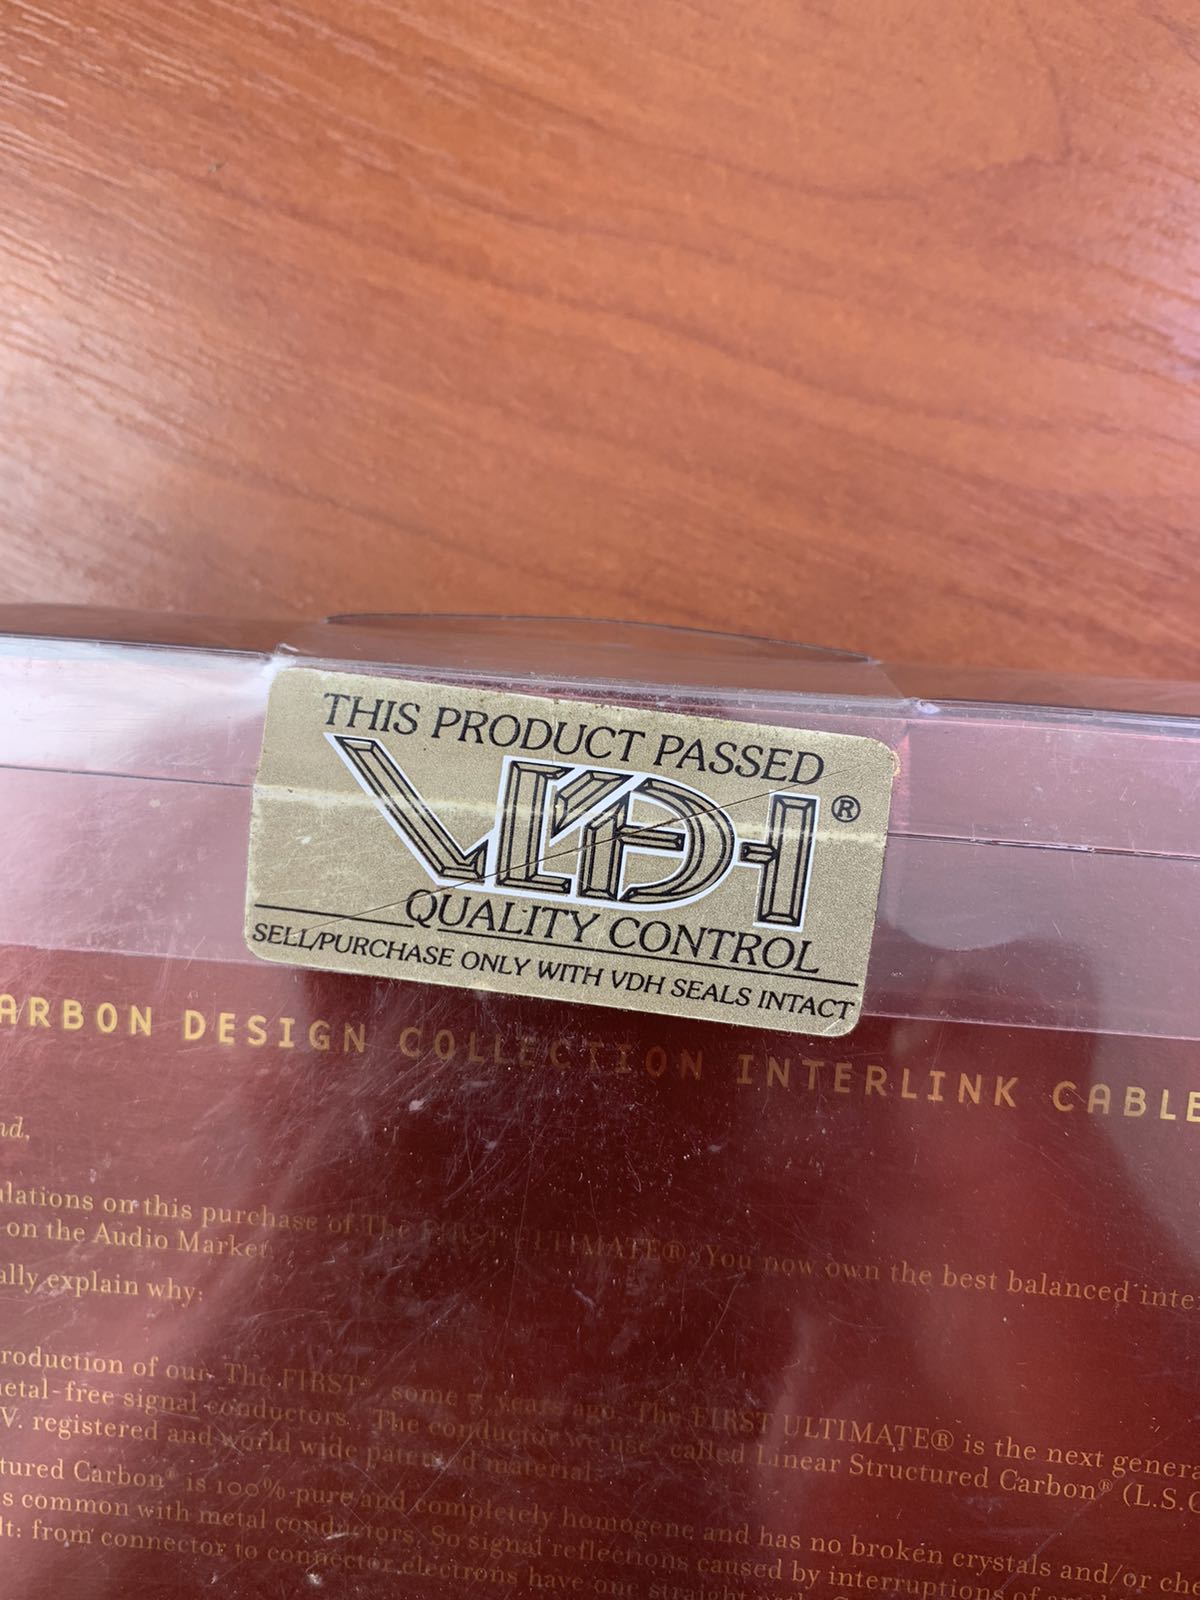 THIS PRODUCT PASSED
VDH®
QUALITY CONTROL
SELL/PURCHASE ONLY WITH VDH SEALS INTACT
ARBON DESIGN COLLECTION INTERLINK CABLE
nd,
lations on this purchase of The FIRST ULTIMATE®. You now own the best balanced inte
on the Audio Market.
ally explain why:
roduction of our The FIRST® some 7 years ago. The FIRST ULTIMATE® is the next genera
etal-free signal conductors. The conductor we use, called Linear Structured Carbon® (L.S.C
V. registered and world wide patented material.
tured Carbon® is 100% pure and completely homogene and has no broken crystals and/or che
s common with metal conductors. So signal reflections caused by interruptions of
lt: from connector to connector electrons have one straight path.